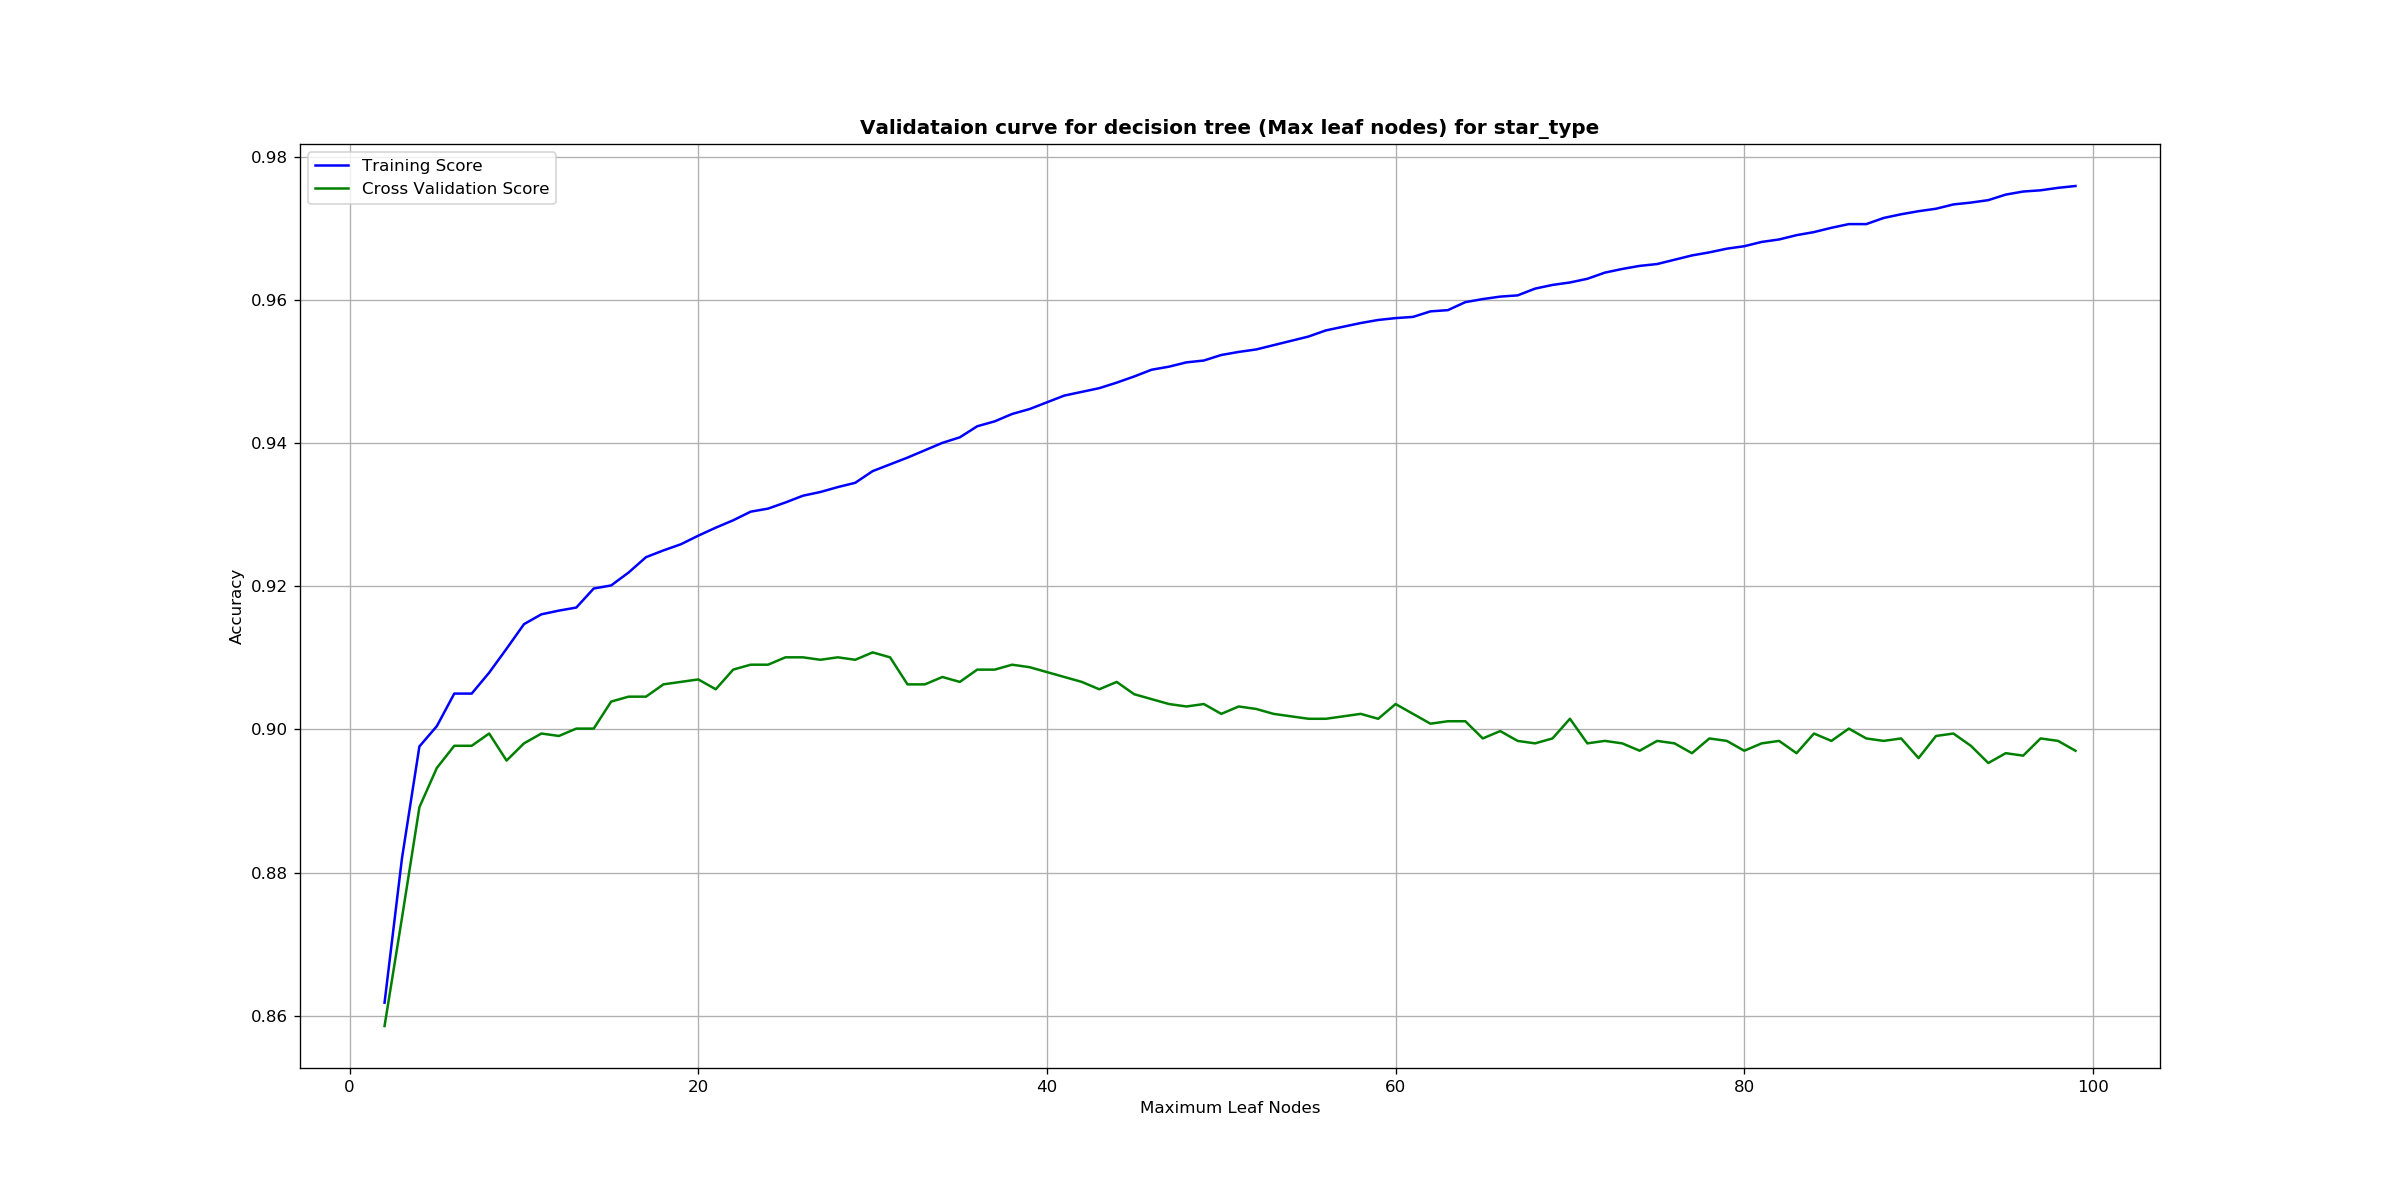 Validataion curve for decision tree (Max leaf nodes) for star_type
Training Score
Cross Validation Score
0.98
0.96
0.94
0.92
0.90
0.88
0.86
Accuracy
0 20 40 60 80 100
Maximum Leaf Nodes